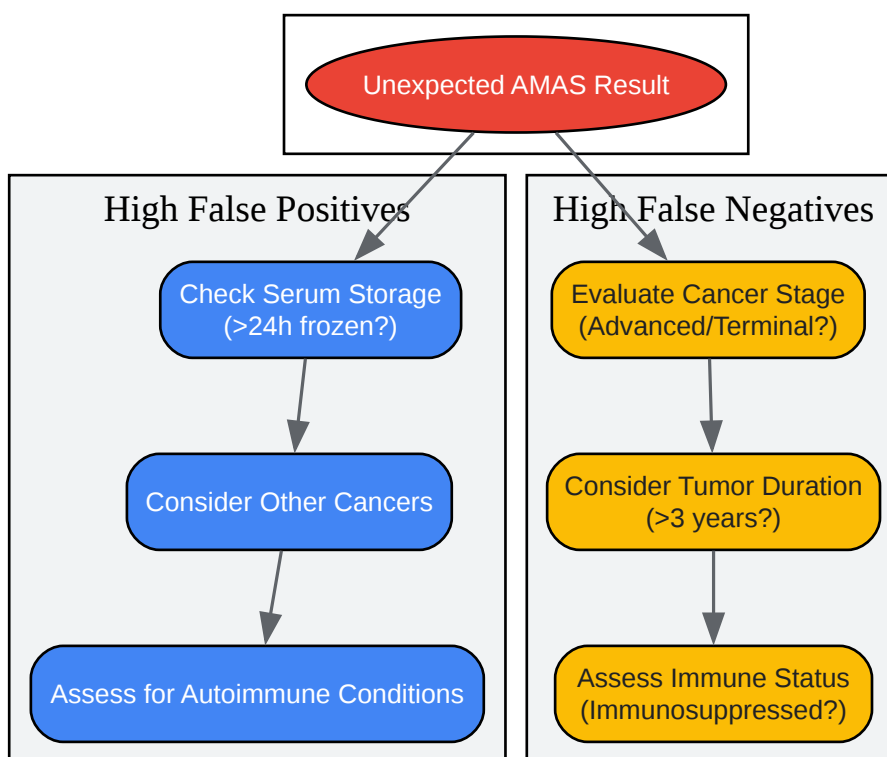 Unexpected AMAS Result
High False Positives
High False Negatives
Check Serum Storage
(>24h frozen?)
Evaluate Cancer Stage
(Advanced/Terminal?)
Consider Other Cancers
Consider Tumor Duration
(>3 years?)
Assess for Autoimmune Conditions
Assess Immune Status
(Immunosuppressed?)